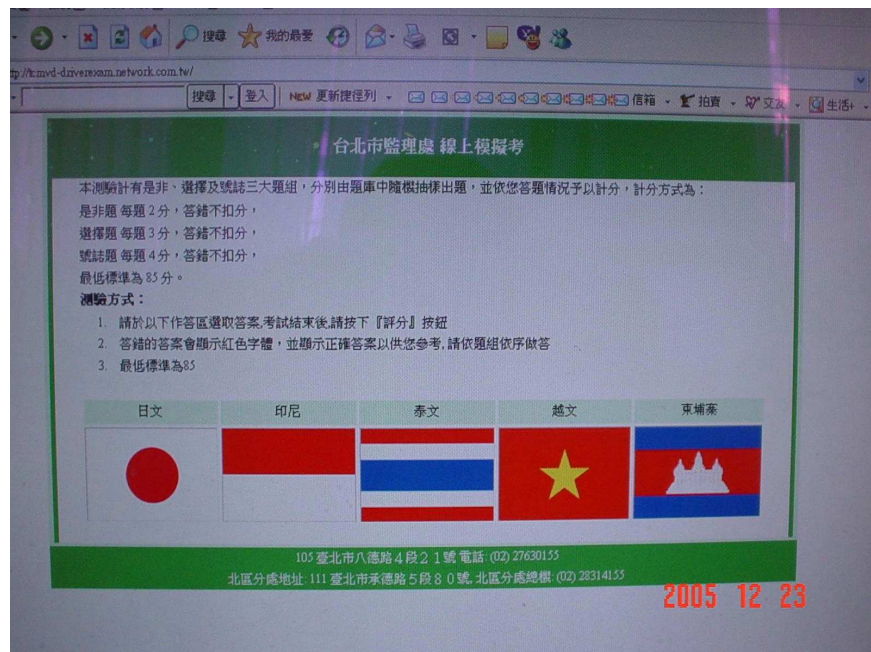 搜尋 我的最愛
tp://tcmvd-driverexam.network.com.tw/
搜尋 登入 NEW 更新捷徑列 信箱 拍賣 交友 生活+
台北市監理處 線上模擬考
本測驗計有是非、選擇及號誌三大題組，分別由題庫中隨機抽樣出題，並依您答題情況予以計分，計分方式為：
是非題 每題 2 分，答錯不扣分，
選擇題 每題 3 分，答錯不扣分，
號誌題 每題 4 分，答錯不扣分，
最低標準為 85 分。
測驗方式：
1. 請於以下作答區選取答案,考試結束後,請按下『評分』按鈕
2. 答錯的答案會顯示紅色字體，並顯示正確答案以供您參考, 請依題組依序做答
3. 最低標準為85
日文 印尼 泰文 越文 柬埔寨
105 臺北市八德路４段２１號 電話: (02) 27630155
北區分處地址: 111 臺北市承德路５段８０號, 北區分處總機: (02) 28314155
2005 12 23